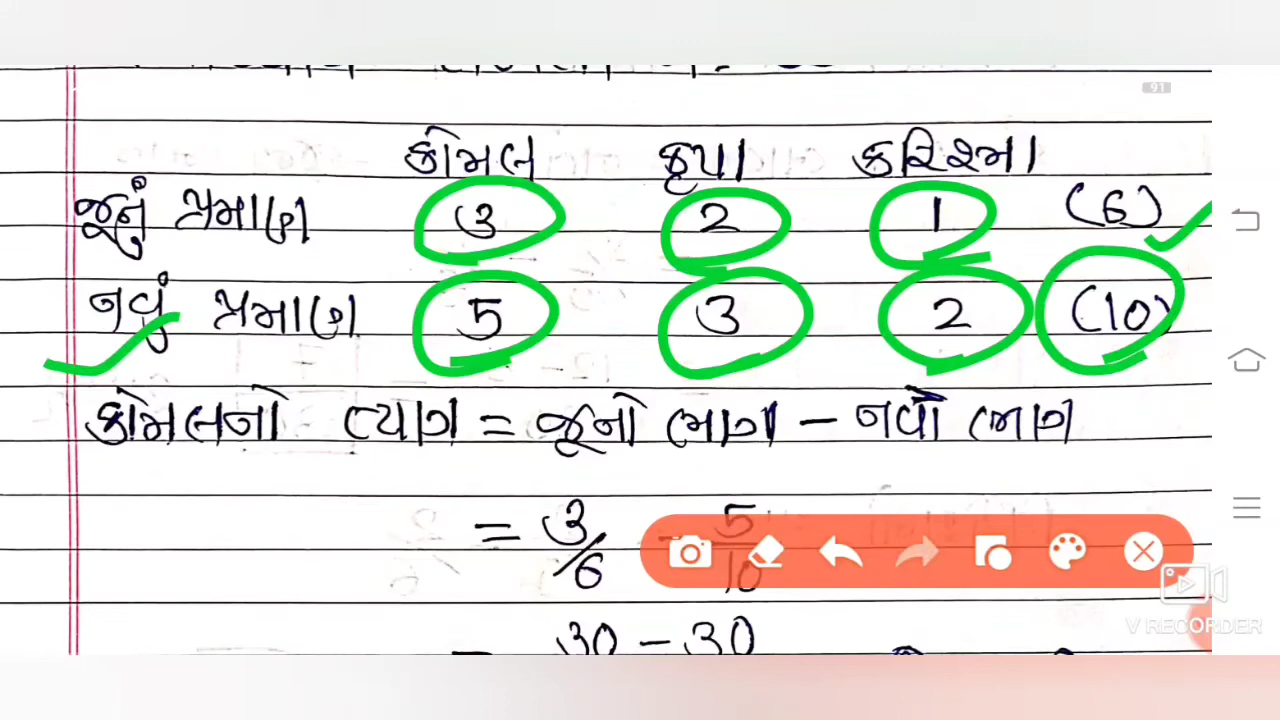 91
કોમલ કૃપા કરિશ્મા
જૂનું પ્રમાણ 3 2 1 (6)
નવું પ્રમાણ 5 3 2 (10)
કોમલનો ત્યાગ = જૂનો ભાગ - નવો ભાગ
= 3/6 - 5/10
= 30 - 30
V RECORDER